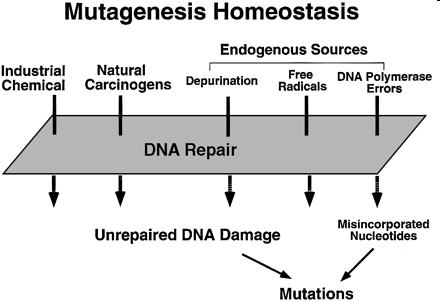 Mutagenesis Homeostasis
Endogenous Sources
Industrial
Chemical
Natural
Carcinogens
Depurination
Free
Radicals
DNA Polymerase
Errors
DNA Repair
Unrepaired DNA Damage
Misincorporated
Nucleotides
Mutations